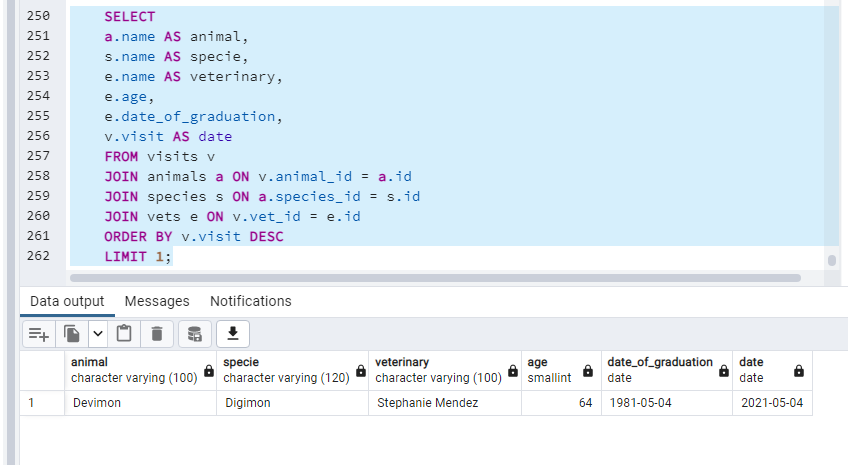 250 SELECT
251 a.name AS animal,
252 s.name AS specie,
253 e.name AS veterinary,
254 e.age,
255 e.date_of_graduation,
256 v.visit AS date
257 FROM visits v
258 JOIN animals a ON v.animal_id = a.id
259 JOIN species s ON a.species_id = s.id
260 JOIN vets e ON v.vet_id = e.id
261 ORDER BY v.visit DESC
262 LIMIT 1;
Data output Messages Notifications
animal specie veterinary age date_of_graduation date
character varying (100) character varying (120) character varying (100) smallint date date
1 Devimon Digimon Stephanie Mendez 64 1981-05-04 2021-05-04